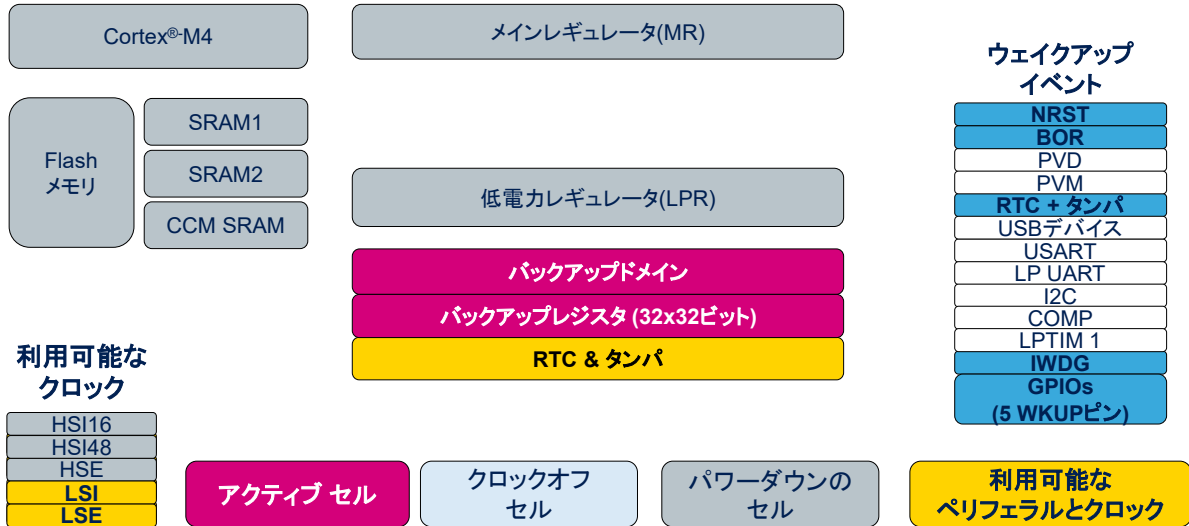 Cortex®-M4
メインレギュレータ(MR)
Flash
メモリ
SRAM1
SRAM2
CCM SRAM
低電力レギュレータ(LPR)
バックアップドメイン
バックアップレジスタ (32x32ビット)
RTC & タンパ
ウェイクアップ
イベント
NRST
BOR
PVD
PVM
RTC + タンパ
USBデバイス
USART
LP UART
I2C
COMP
LPTIM 1
IWDG
GPIOs
(5 WKUPピン)
利用可能な
クロック
HSI16
HSI48
HSE
LSI
LSE
アクティブ セル
クロックオフ
セル
パワーダウンの
セル
利用可能な
ペリフェラルとクロック